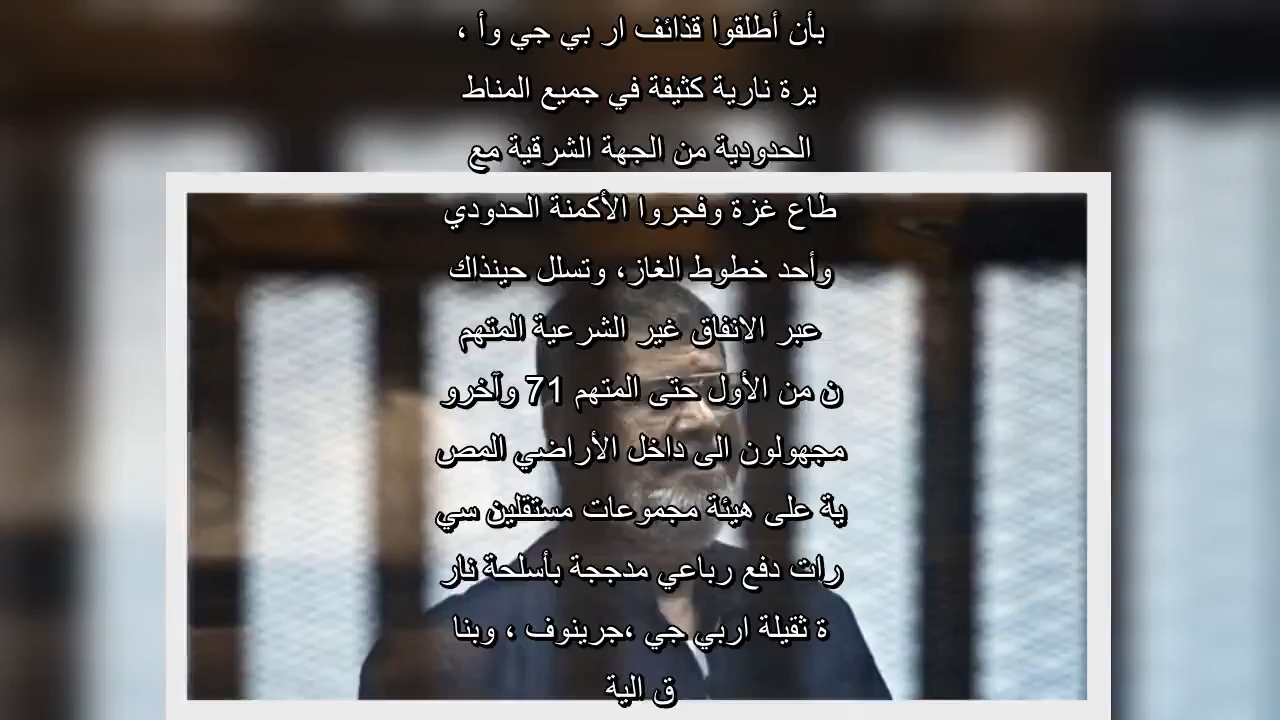 بأن أطلقوا قذائف ار بي جي وأ ،
يرة نارية كثيفة في جميع المناط
الحدودية من الجهة الشرقية مع
طاع غزة وفجروا الأكمنة الحدودي
وأحد خطوط الغاز، وتسلل حينذاك
عبر الانفاق غير الشرعية المتهم
ن من الأول حتى المتهم 71 وآخرو
مجهولون الى داخل الأراضي المص
ية على هيئة مجموعات مستقلين سي
رات دفع رباعي مدججة بأسلحة نار
ة ثقيلة اربي جي ،جرينوف ، وبنا
ق الية